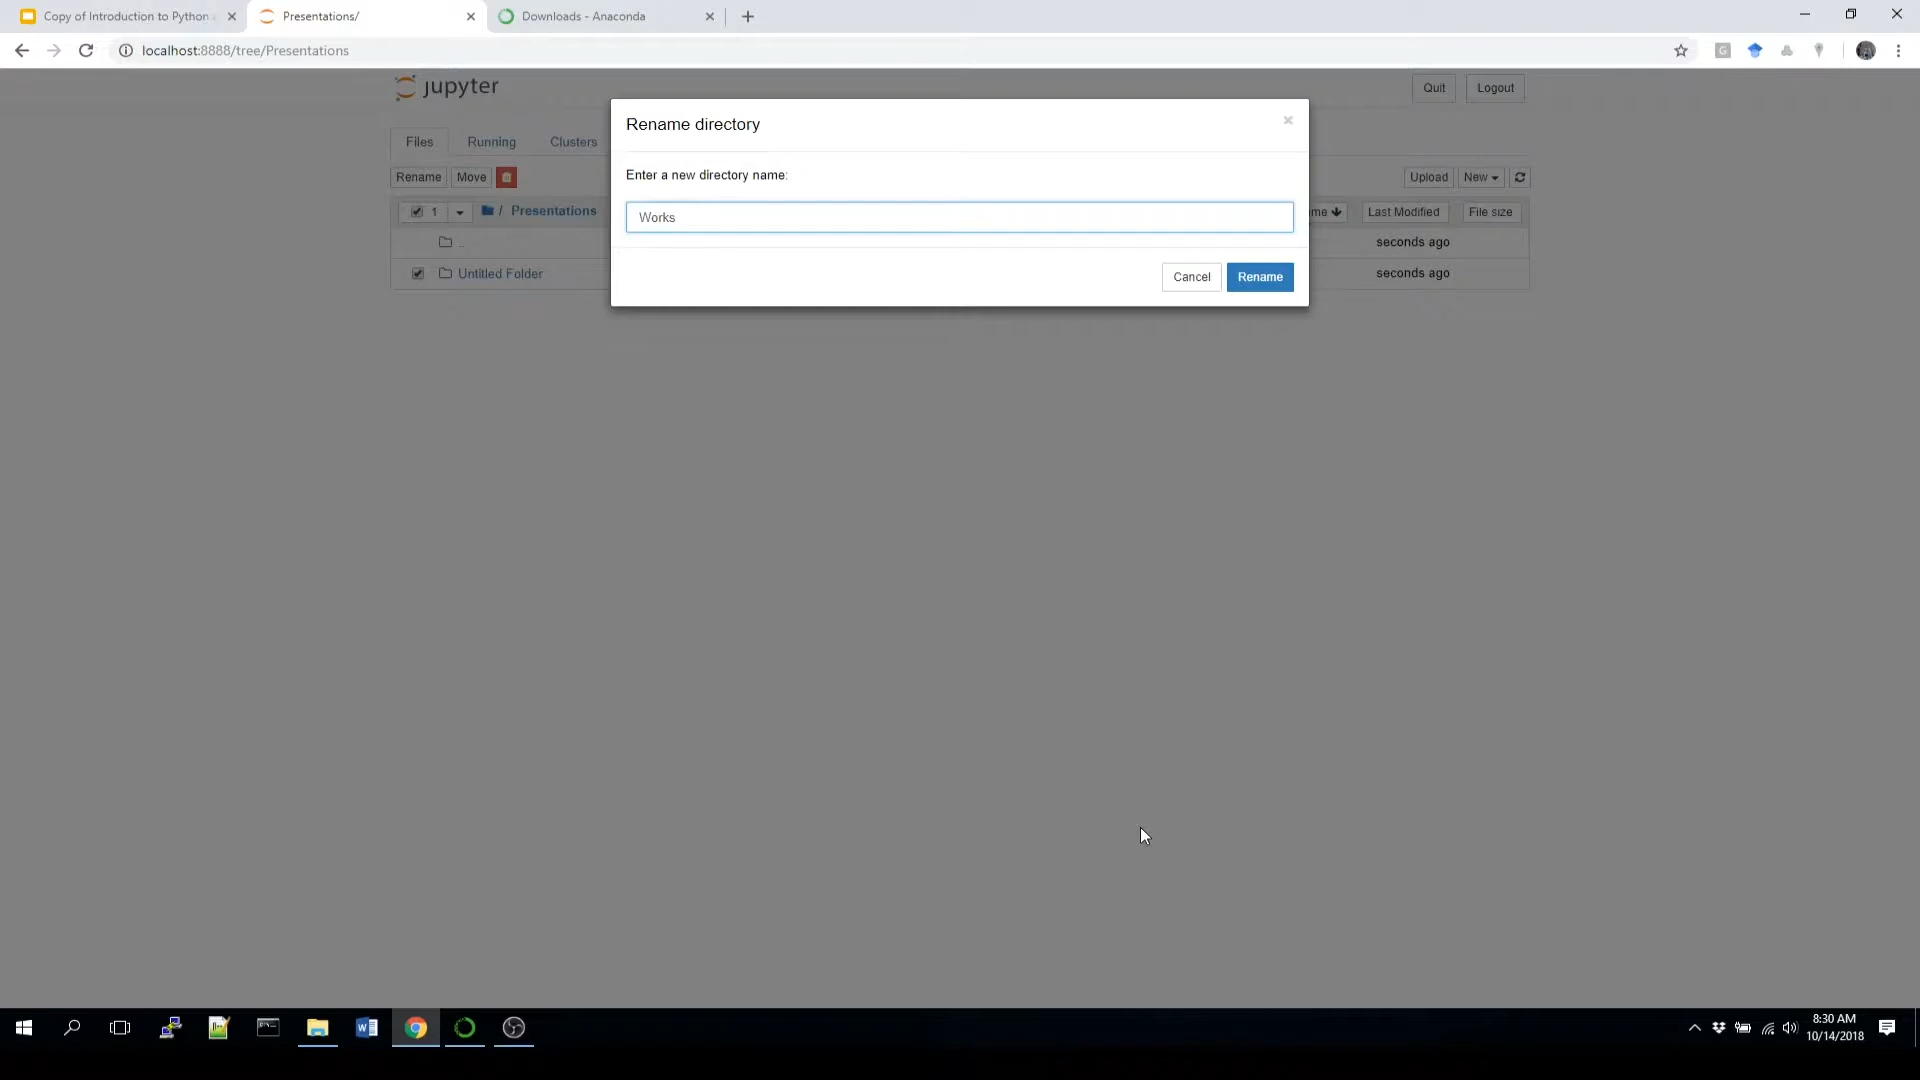 Copy of Introduction to Python
Presentations/
Downloads - Anaconda
localhost:8888/tree/Presentations
jupyter
Quit
Logout
Rename directory
Files
Running
Clusters
Enter a new directory name:
Rename
Move
Upload
New
Works
1
/
Presentations
me
Last Modified
File size
..
seconds ago
Untitled Folder
seconds ago
Cancel
Rename
8:30 AM
10/14/2018